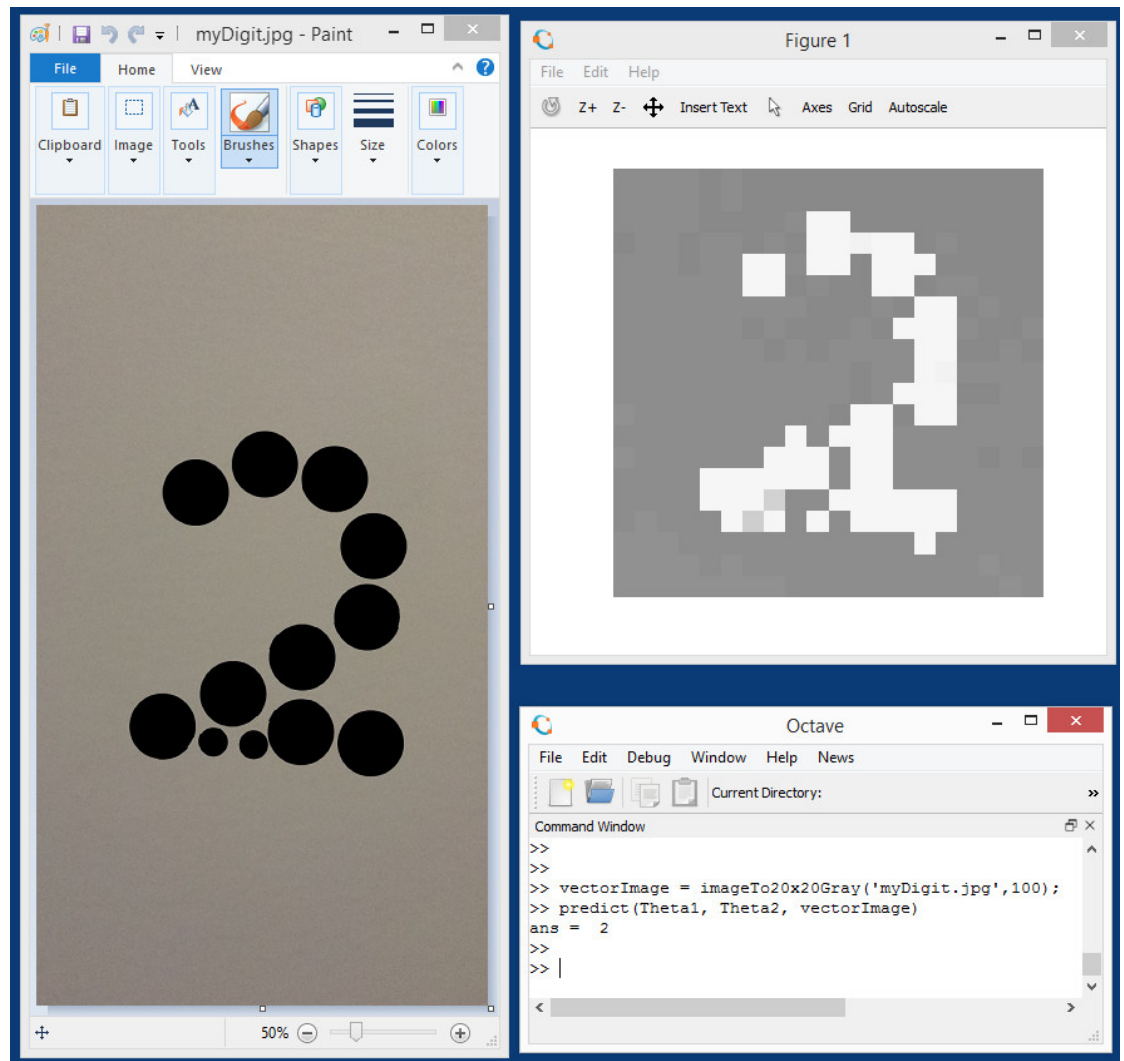 myDigit.jpg - Paint
File Home View
Clipboard Image Tools Brushes Shapes Size Colors
50%
Figure 1
File Edit Help
Z+ Z- Insert Text Axes Grid Autoscale
Octave
File Edit Debug Window Help News
Current Directory: »
Command Window
>>
>>
>> vectorImage = imageTo20x20Gray('myDigit.jpg',100);
>> predict(Theta1, Theta2, vectorImage)
ans = 2
>>
>>